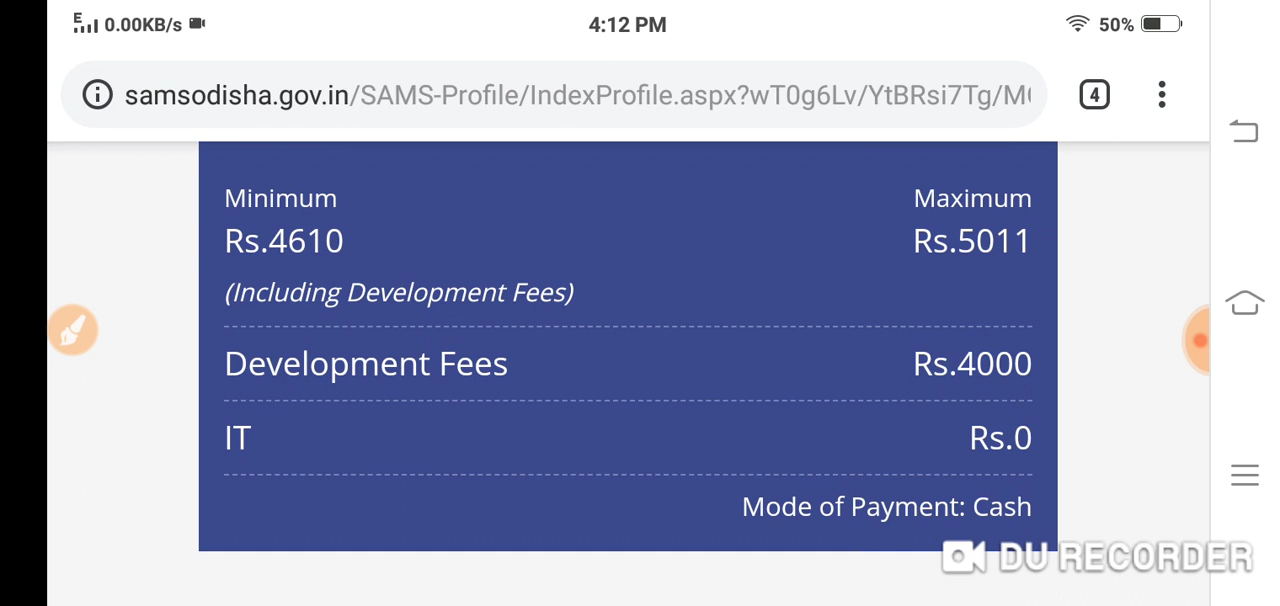 E 0.00KB/s 4:12 PM 50%
samsodisha.gov.in/SAMS-Profile/IndexProfile.aspx?wT0g6Lv/YtBRsi7Tg/M 4
Minimum Maximum
Rs.4610 Rs.5011
(Including Development Fees)
Development Fees Rs.4000
IT Rs.0
Mode of Payment: Cash
DU RECORDER